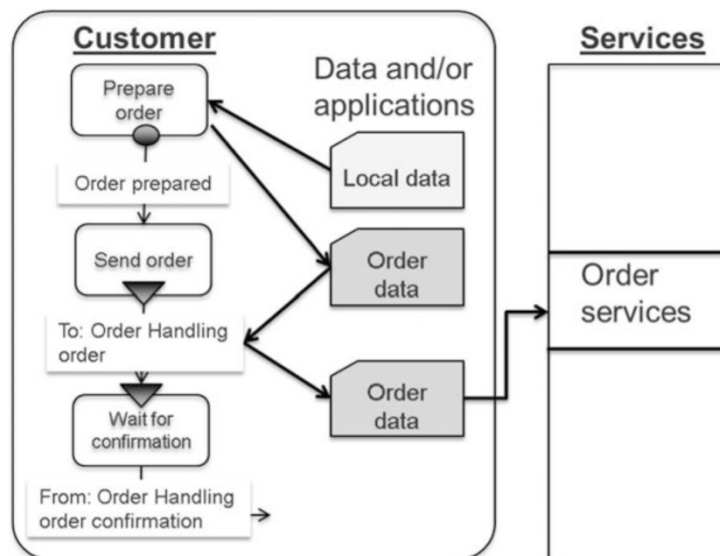 Customer
Services
Data and/or
applications
Prepare
order
Local data
Order prepared
Send order
Order
data
Order
services
To: Order Handling
order
Order
data
Wait for
confirmation
From: Order Handling
order confirmation